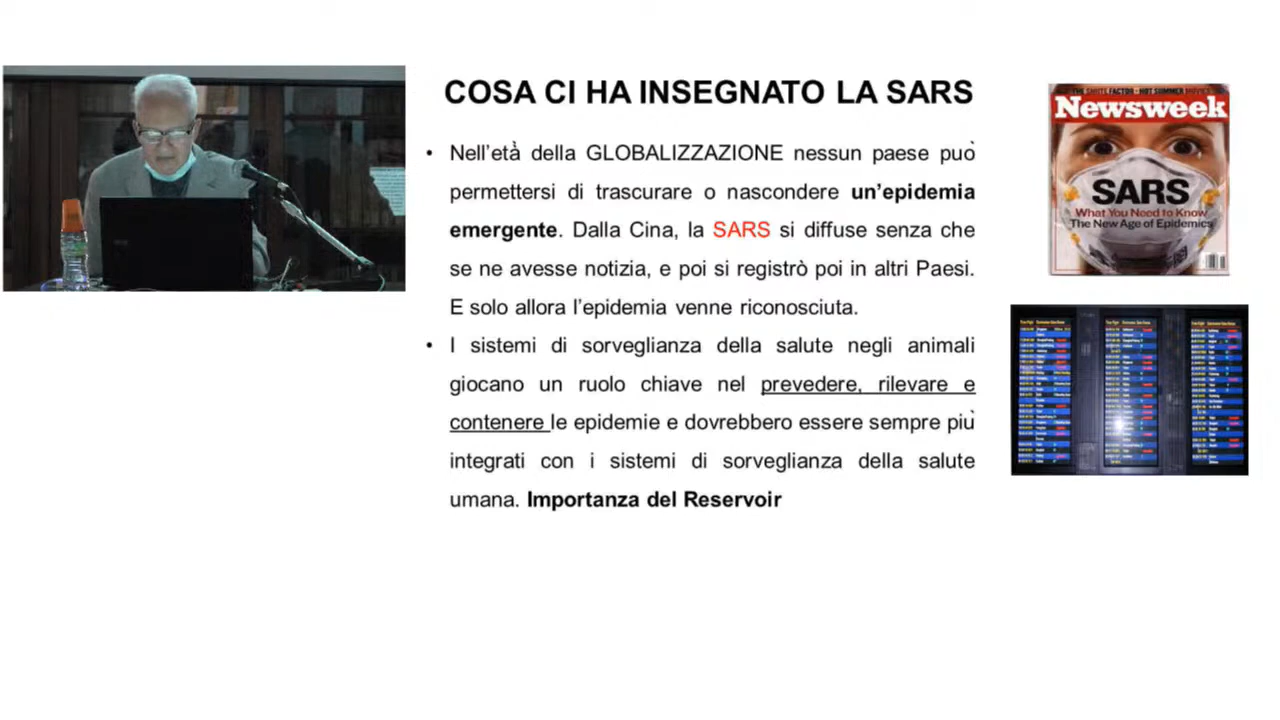 COSA CI HA INSEGNATO LA SARS
• Nell'età della GLOBALIZZAZIONE nessun paese può
permettersi di trascurare o nascondere un'epidemia
emergente. Dalla Cina, la SARS si diffuse senza che
se ne avesse notizia, e poi si registrò poi in altri Paesi.
E solo allora l'epidemia venne riconosciuta.
• I sistemi di sorveglianza della salute negli animali
giocano un ruolo chiave nel prevedere, rilevare e
contenere le epidemie e dovrebbero essere sempre più
integrati con i sistemi di sorveglianza della salute
umana. Importanza del Reservoir
Newsweek
SARS
What You Need to Know
The New Age of Epidemics